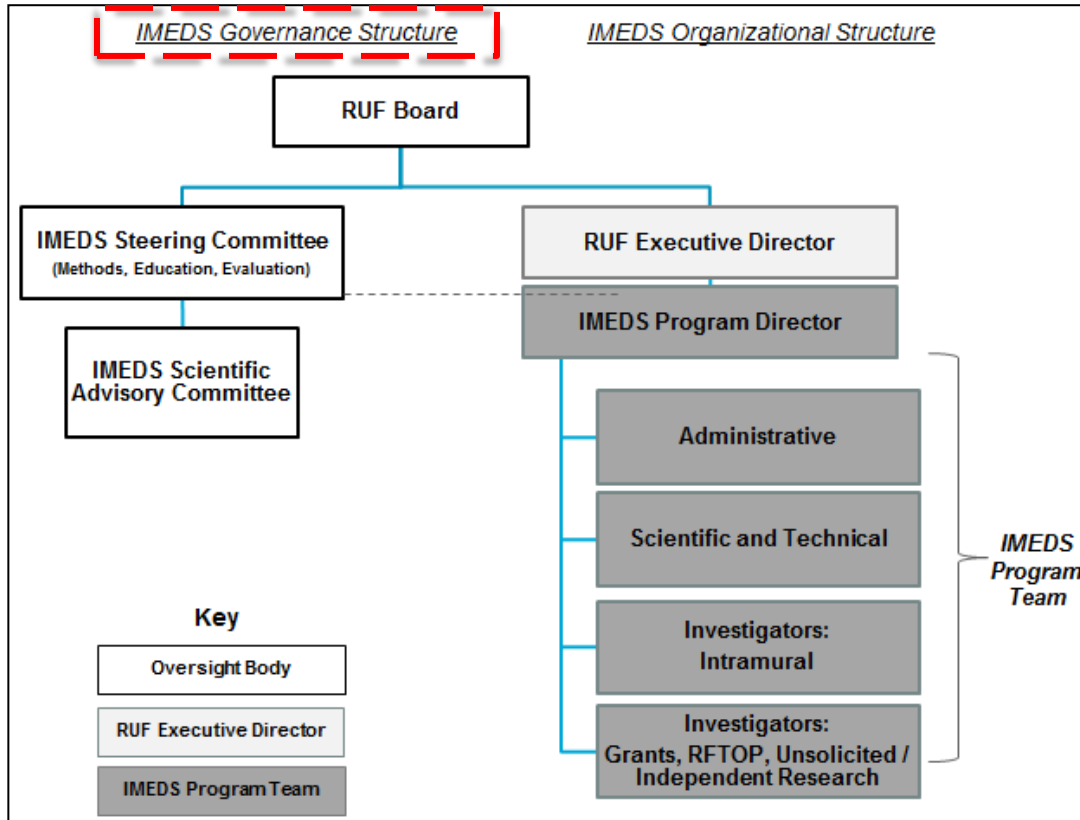 IMEDS Governance Structure
IMEDS Organizational Structure
RUF Board
IMEDS Steering Committee
(Methods, Education, Evaluation)
RUF Executive Director
IMEDS Program Director
IMEDS Scientific
Advisory Committee
Administrative
Scientific and Technical
Investigators:
Intramural
Investigators:
Grants, RFTOP, Unsolicited /
Independent Research
IMEDS
Program
Team
Key
Oversight Body
RUF Executive Director
IMEDS Program Team